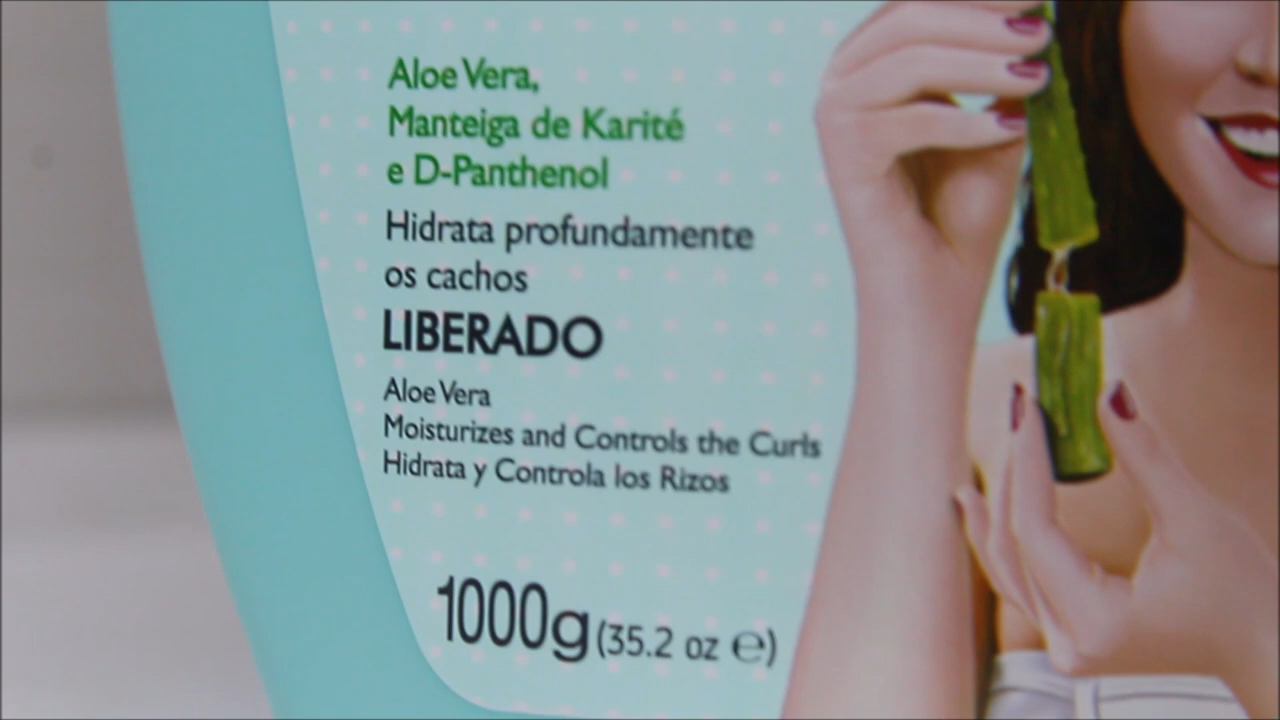 Aloe Vera,
Manteiga de Karité
e D-Panthenol
Hidrata profundamente
os cachos
LIBERADO
Aloe Vera
Moisturizes and Controls the Curls
Hidrata y Controla los Rizos
1000g (35.2 oz ℮)